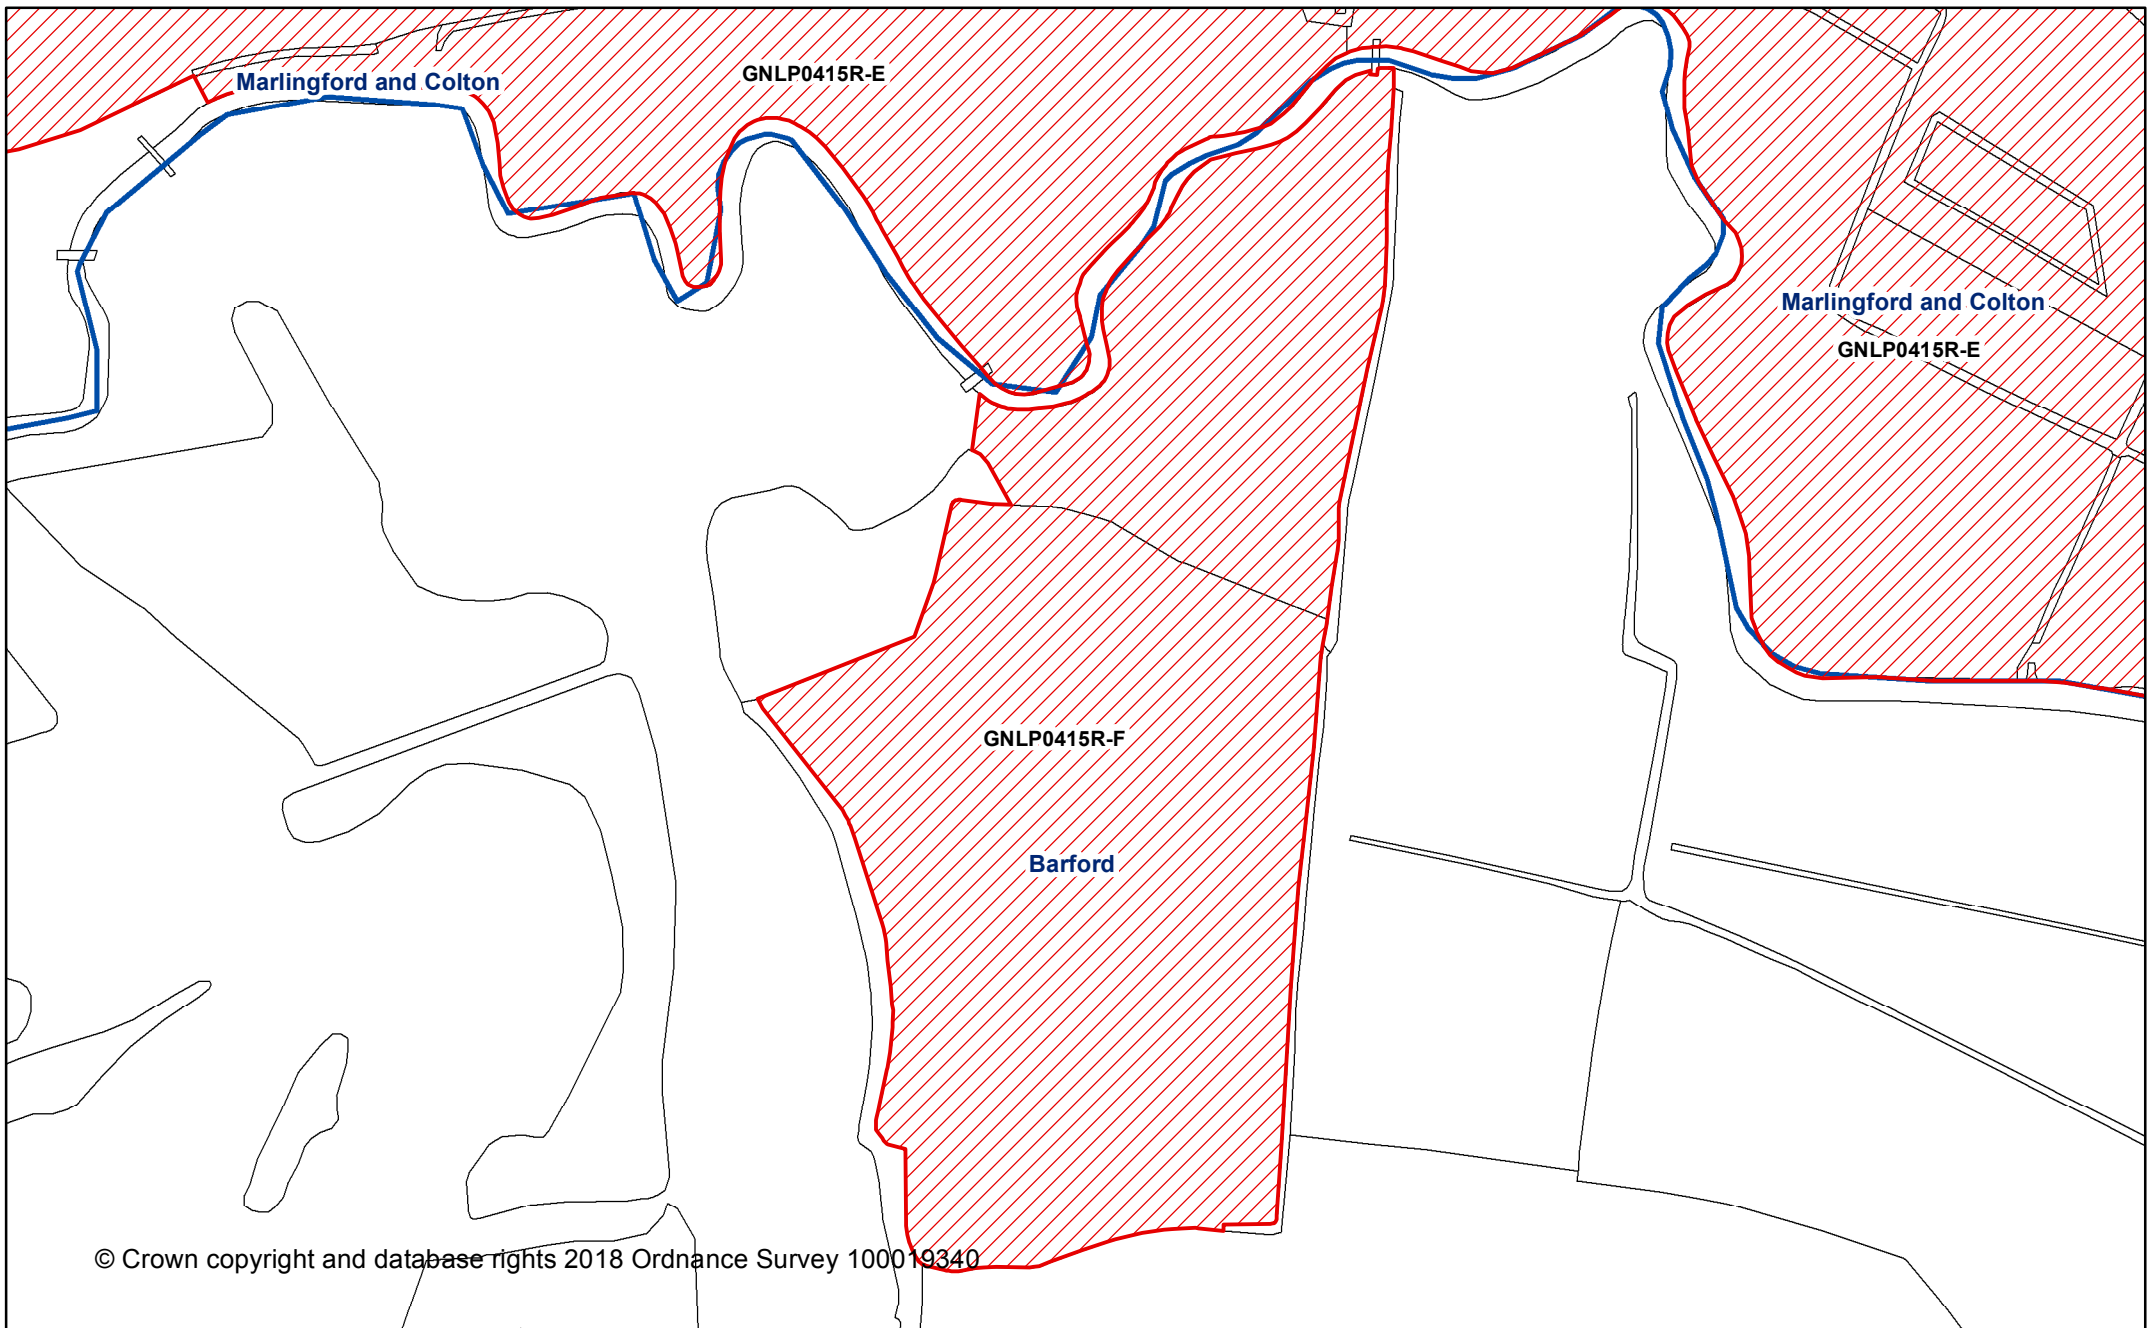 GNLP0415R-E
Marlingford and Colton
Marlingford and Colton
GNLP0415R-E
GNLP0415R-F
Barford
© Crown copyright and database rights 2018 Ordnance Survey 100019340